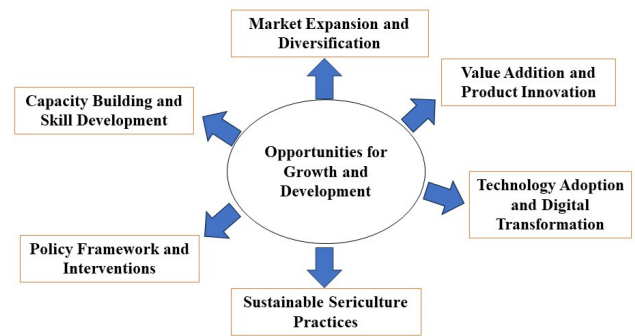 Market Expansion and
Diversification
Value Addition and
Product Innovation
Capacity Building and
Skill Development
Opportunities for
Growth and
Development
Technology Adoption
and Digital
Transformation
Policy Framework and
Interventions
Sustainable Sericulture
Practices